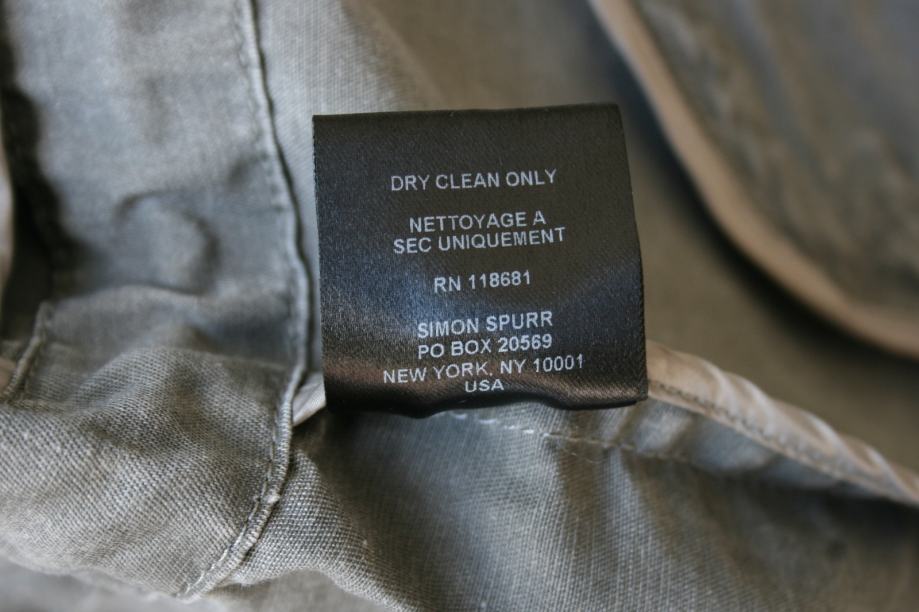 DRY CLEAN ONLY
NETTOYAGE A
SEC UNIQUEMENT
RN 118681
SIMON SPURR
PO BOX 20569
NEW YORK, NY 10001
USA